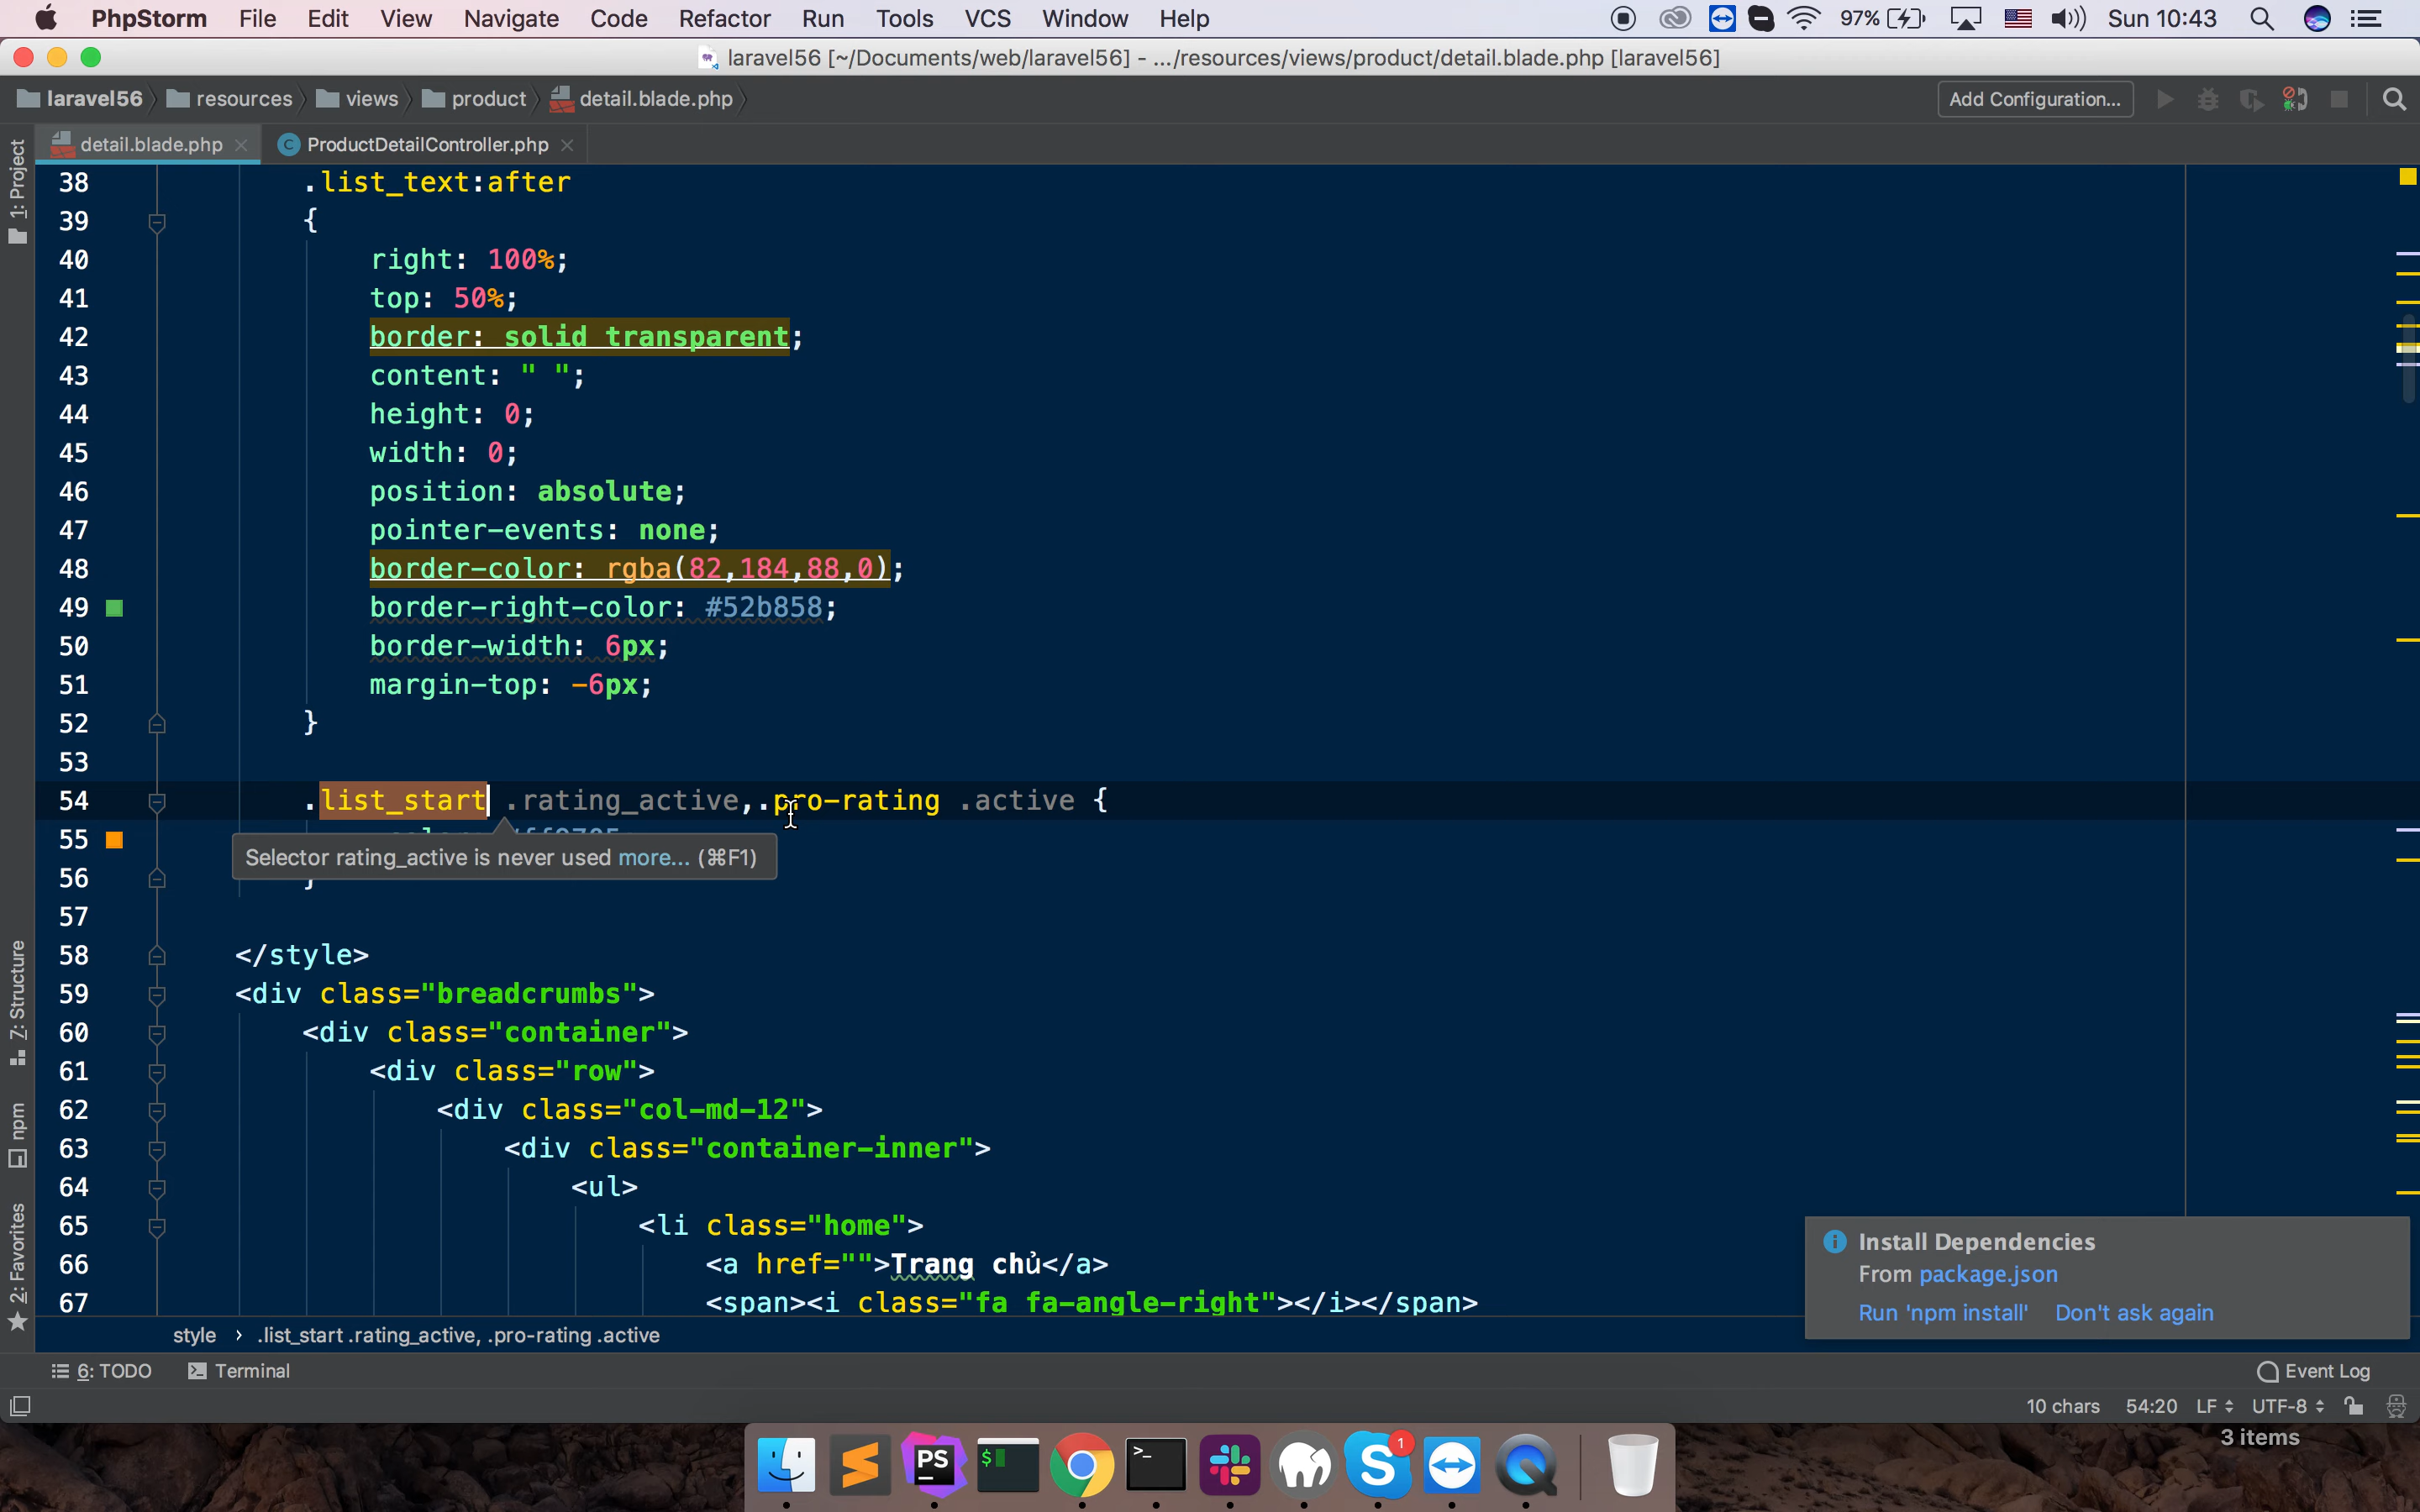 PhpStorm File Edit View Navigate Code Refactor Run Tools VCS Window Help 97% Sun 10:43
laravel56 [~/Documents/web/laravel56] - .../resources/views/product/detail.blade.php [laravel56]
laravel56 resources views product detail.blade.php Add Configuration...
detail.blade.php ProductDetailController.php
1: Project
7: Structure
npm
2: Favorites
38 .list_text:after
39 {
40 right: 100%;
41 top: 50%;
42 border: solid transparent;
43 content: " ";
44 height: 0;
45 width: 0;
46 position: absolute;
47 pointer-events: none;
48 border-color: rgba(82,184,88,0);
49 border-right-color: #52b858;
50 border-width: 6px;
51 margin-top: -6px;
52 }
53
54 .list_start .rating_active,.pro-rating .active {
55
Selector rating_active is never used more... (⌘F1)
56 }
57
58 </style>
59 <div class="breadcrumbs">
60 <div class="container">
61 <div class="row">
62 <div class="col-md-12">
63 <div class="container-inner">
64 <ul>
65 <li class="home">
66 <a href="">Trang chủ</a>
67 <span><i class="fa fa-angle-right"></i></span>
Install Dependencies
From package.json
Run 'npm install' Don't ask again
style › .list_start .rating_active, .pro-rating .active
6: TODO Terminal Event Log
10 chars 54:20 LF UTF-8
3 items
PS
$
>_
S
1